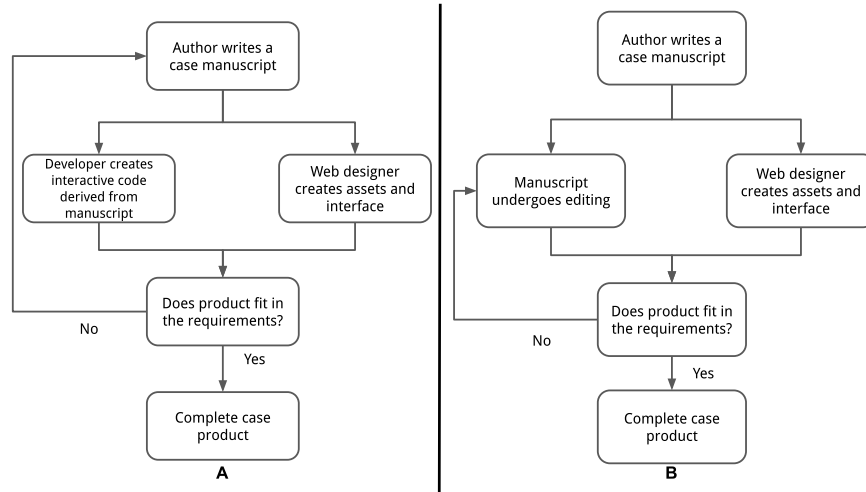 Author writes a
case manuscript
Developer creates
interactive code
derived from
manuscript
Web designer
creates assets and
interface
Does product fit in
the requirements?
No
Yes
Complete case
product
A
Author writes a
case manuscript
Manuscript
undergoes editing
Web designer
creates assets and
interface
Does product fit in
the requirements?
No
Yes
Complete case
product
B